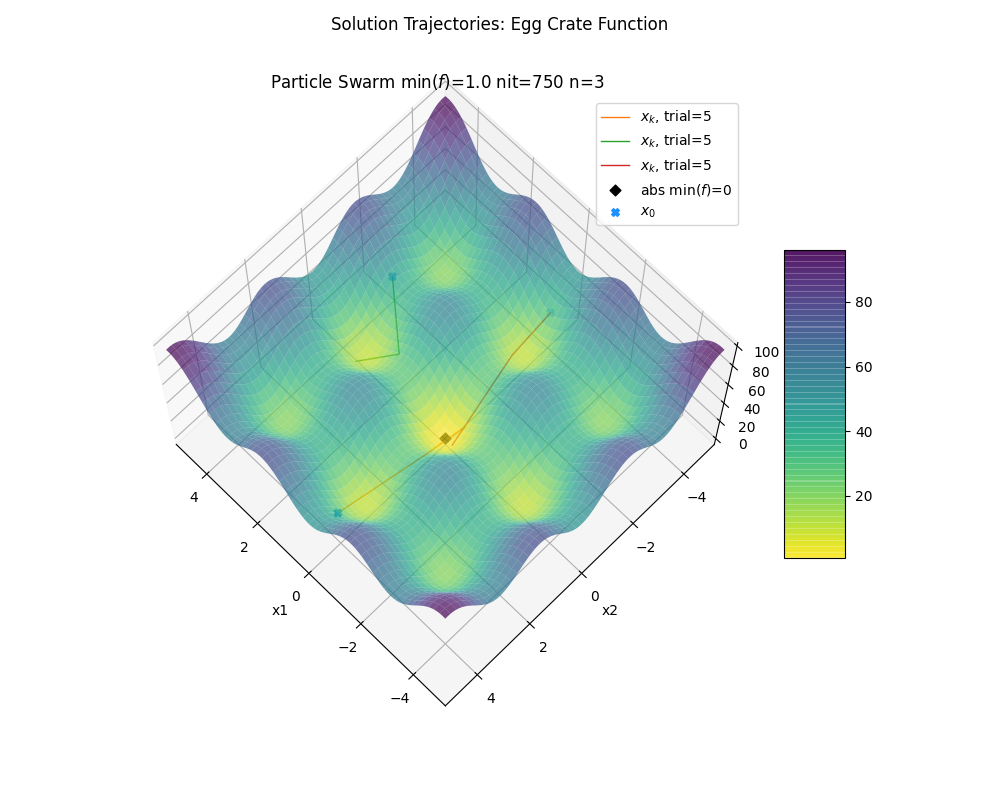 Solution Trajectories: Egg Crate Function
Particle Swarm min(f)=1.0 nit=750 n=3
x_k, trial=5
x_k, trial=5
x_k, trial=5
abs min(f)=0
x_0
100
80
60
40
20
0
80
60
40
20
4
2
0
−2
−4
x1
−4
−2
0
2
4
x2